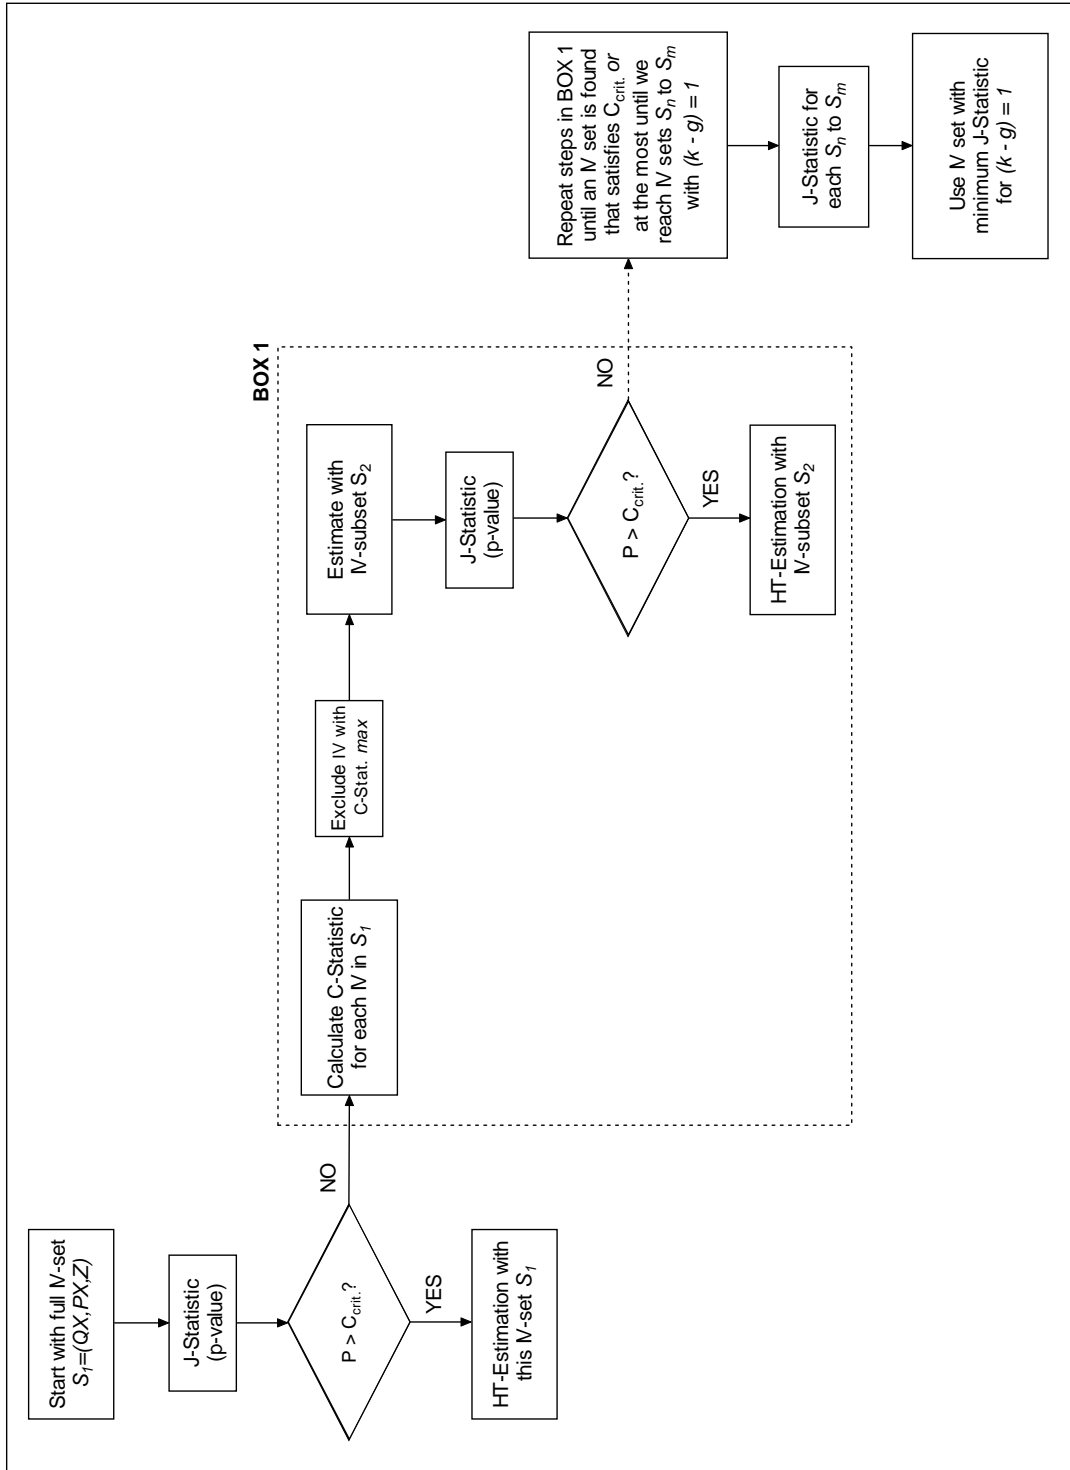 Start with full IV-set
S1=(QX,PX,Z)
J-Statistic
(p-value)
P > Ccrit.?
NO
YES
HT-Estimation with
this IV-set S1
BOX 1
Calculate C-Statistic
for each IV in S1
Exclude IV with
C-Stat. max
Estimate with
IV-subset S2
J-Statistic
(p-value)
P > Ccrit.?
NO
YES
HT-Estimation with
IV-subset S2
Repeat steps in BOX 1
until an IV set is found
that satisfies Ccrit. or
at the most until we
reach IV sets Sn to Sm
with (k - g) = 1
J-Statistic for
each Sn to Sm
Use IV set with
minimum J-Statistic
for (k - g) = 1